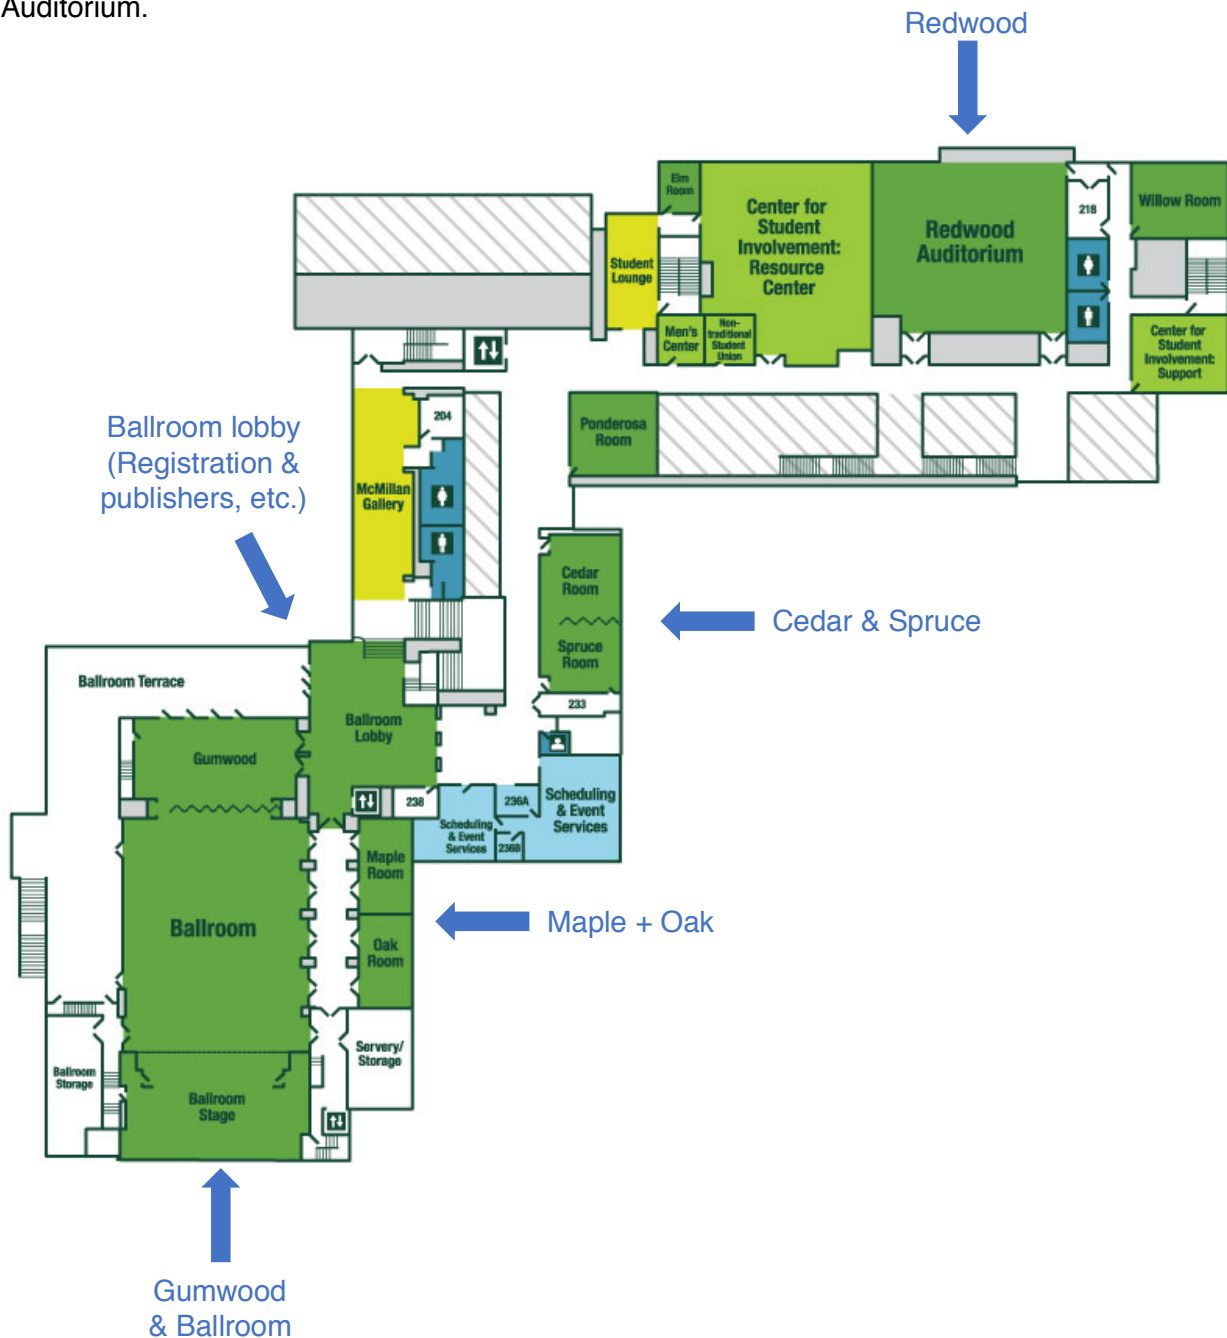 Auditorium.
Redwood
Elm
Room
Center for
Student
Involvement:
Resource
Center
Redwood
Auditorium
218
Willow Room
Student
Lounge
Men's
Center
Non-
traditional
Student
Union
Center for
Student
Involvement:
Support
Ballroom lobby
(Registration &
publishers, etc.)
204
Ponderosa
Room
McMillan
Gallery
Cedar
Room
Spruce
Room
Cedar & Spruce
Ballroom Terrace
233
Ballroom
Lobby
Gumwood
238
236A
Scheduling
& Event
Services
Scheduling
& Event
Services
236B
Maple
Room
Ballroom
Maple + Oak
Oak
Room
Servery/
Storage
Ballroom
Storage
Ballroom
Stage
Gumwood
& Ballroom